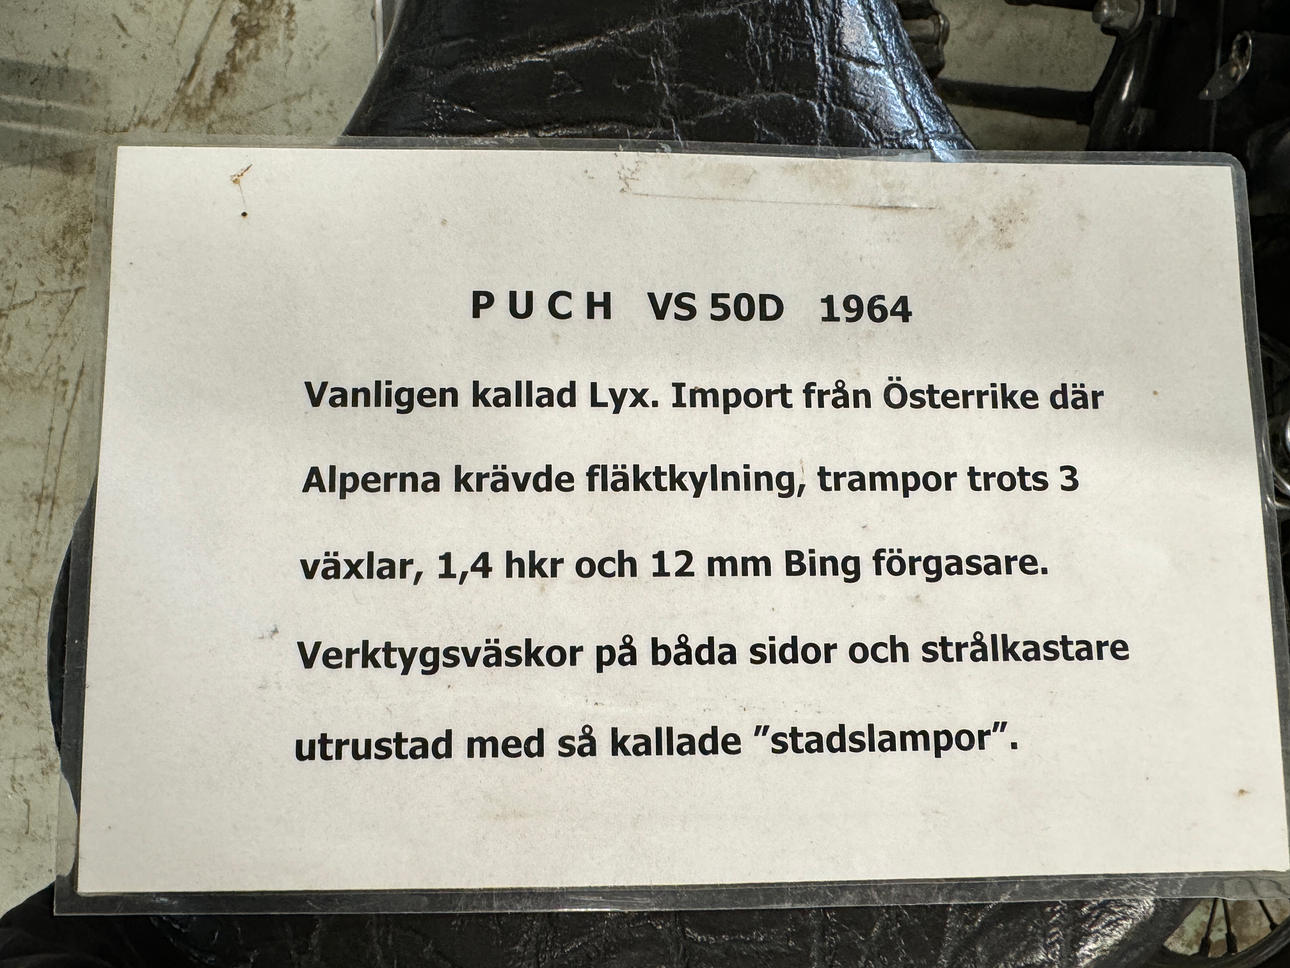 P U C H VS 50D 1964
Vanligen kallad Lyx. Import från Österrike där
Alperna krävde fläktkylning, trampor trots 3
växlar, 1,4 hkr och 12 mm Bing förgasare.
Verktygsväskor på båda sidor och strålkastare
utrustad med så kallade ”stadslampor”.